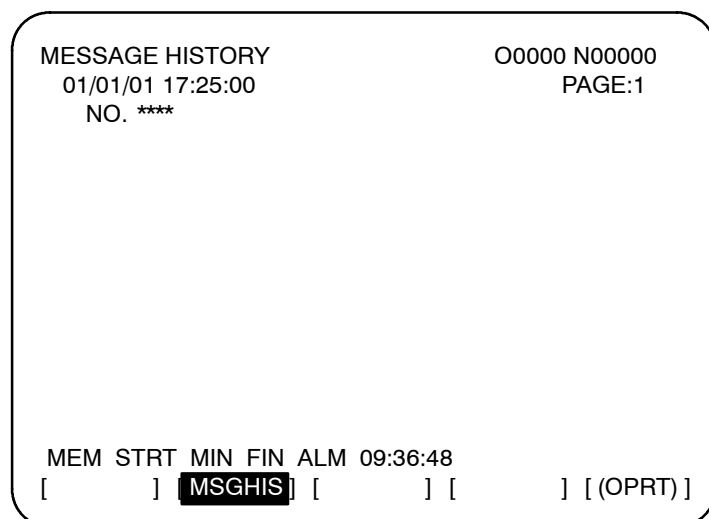 MESSAGE HISTORY O0000 N00000
01/01/01 17:25:00 PAGE:1
NO. ****
MEM STRT MIN FIN ALM 09:36:48
[ ] [ MSGHIS ] [ ] [ ] [ (OPRT) ]